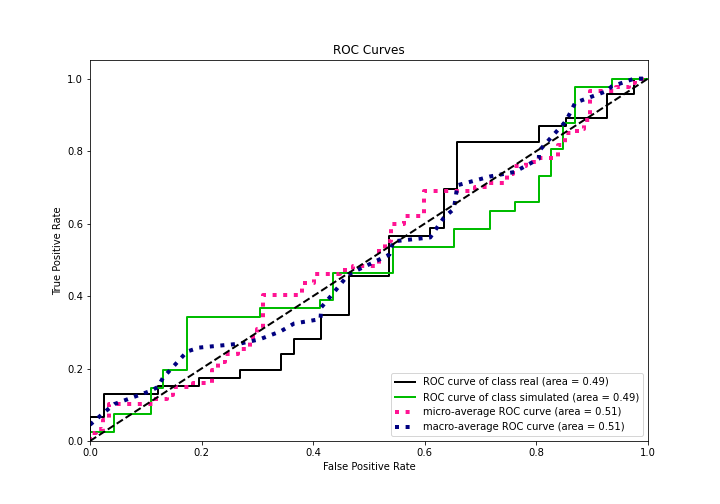 ROC Curves
True Positive Rate
1.0
0.8
0.6
0.4
0.2
0.0
0.0 0.2 0.4 0.6 0.8 1.0
False Positive Rate
ROC curve of class real (area = 0.49)
ROC curve of class simulated (area = 0.49)
micro-average ROC curve (area = 0.51)
macro-average ROC curve (area = 0.51)